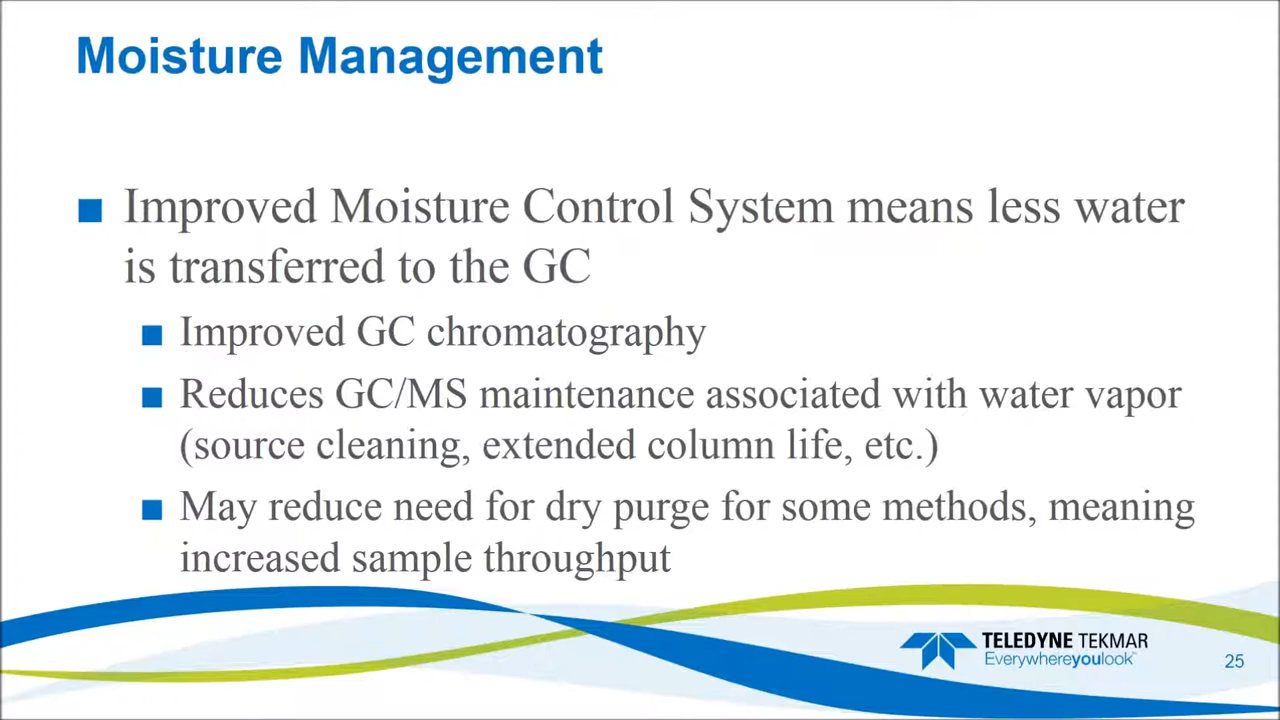 Moisture Management
■ Improved Moisture Control System means less water
is transferred to the GC
■ Improved GC chromatography
■ Reduces GC/MS maintenance associated with water vapor
(source cleaning, extended column life, etc.)
■ May reduce need for dry purge for some methods, meaning
increased sample throughput
TELEDYNE TEKMAR
Everywhereyoulook™
25